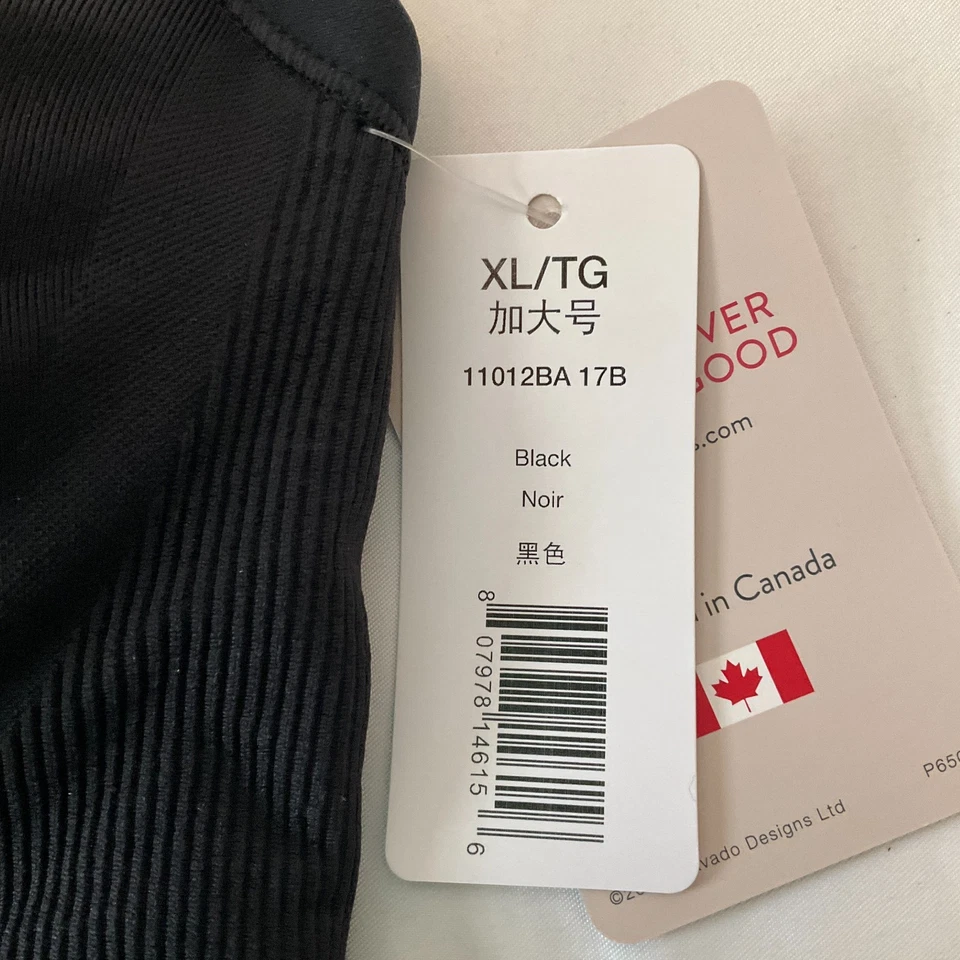 XL/TG
加大号
11012BA 17B
Black
Noir
黑色
8 07978 14615 6
VER
GOOD
.com
in Canada
Designs Ltd